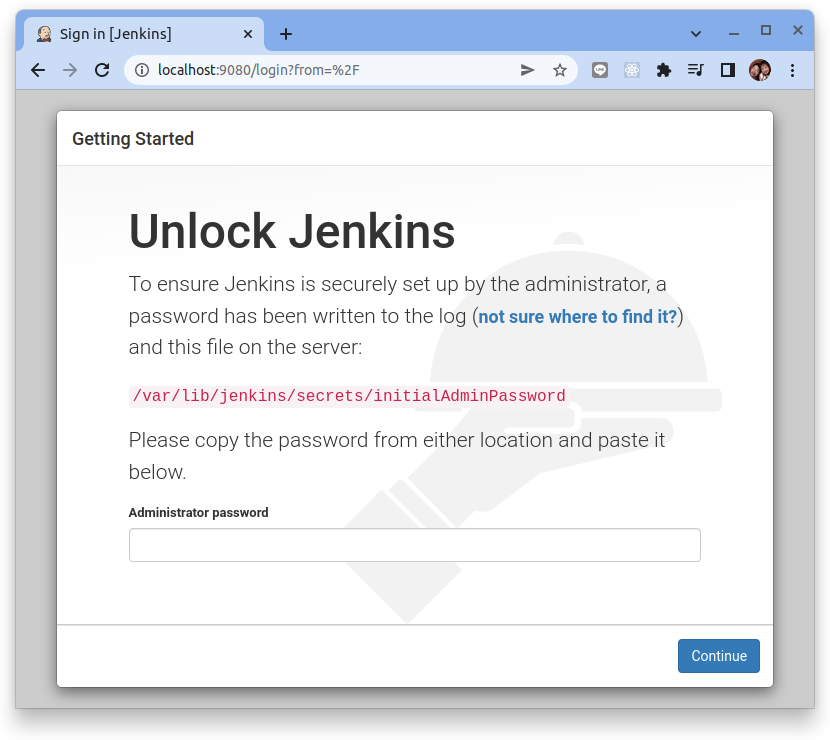 Sign in [Jenkins]
localhost:9080/login?from=%2F
Getting Started
Unlock Jenkins
To ensure Jenkins is securely set up by the administrator, a
password has been written to the log (not sure where to find it?)
and this file on the server:
/var/lib/jenkins/secrets/initialAdminPassword
Please copy the password from either location and paste it
below.
Administrator password
Continue